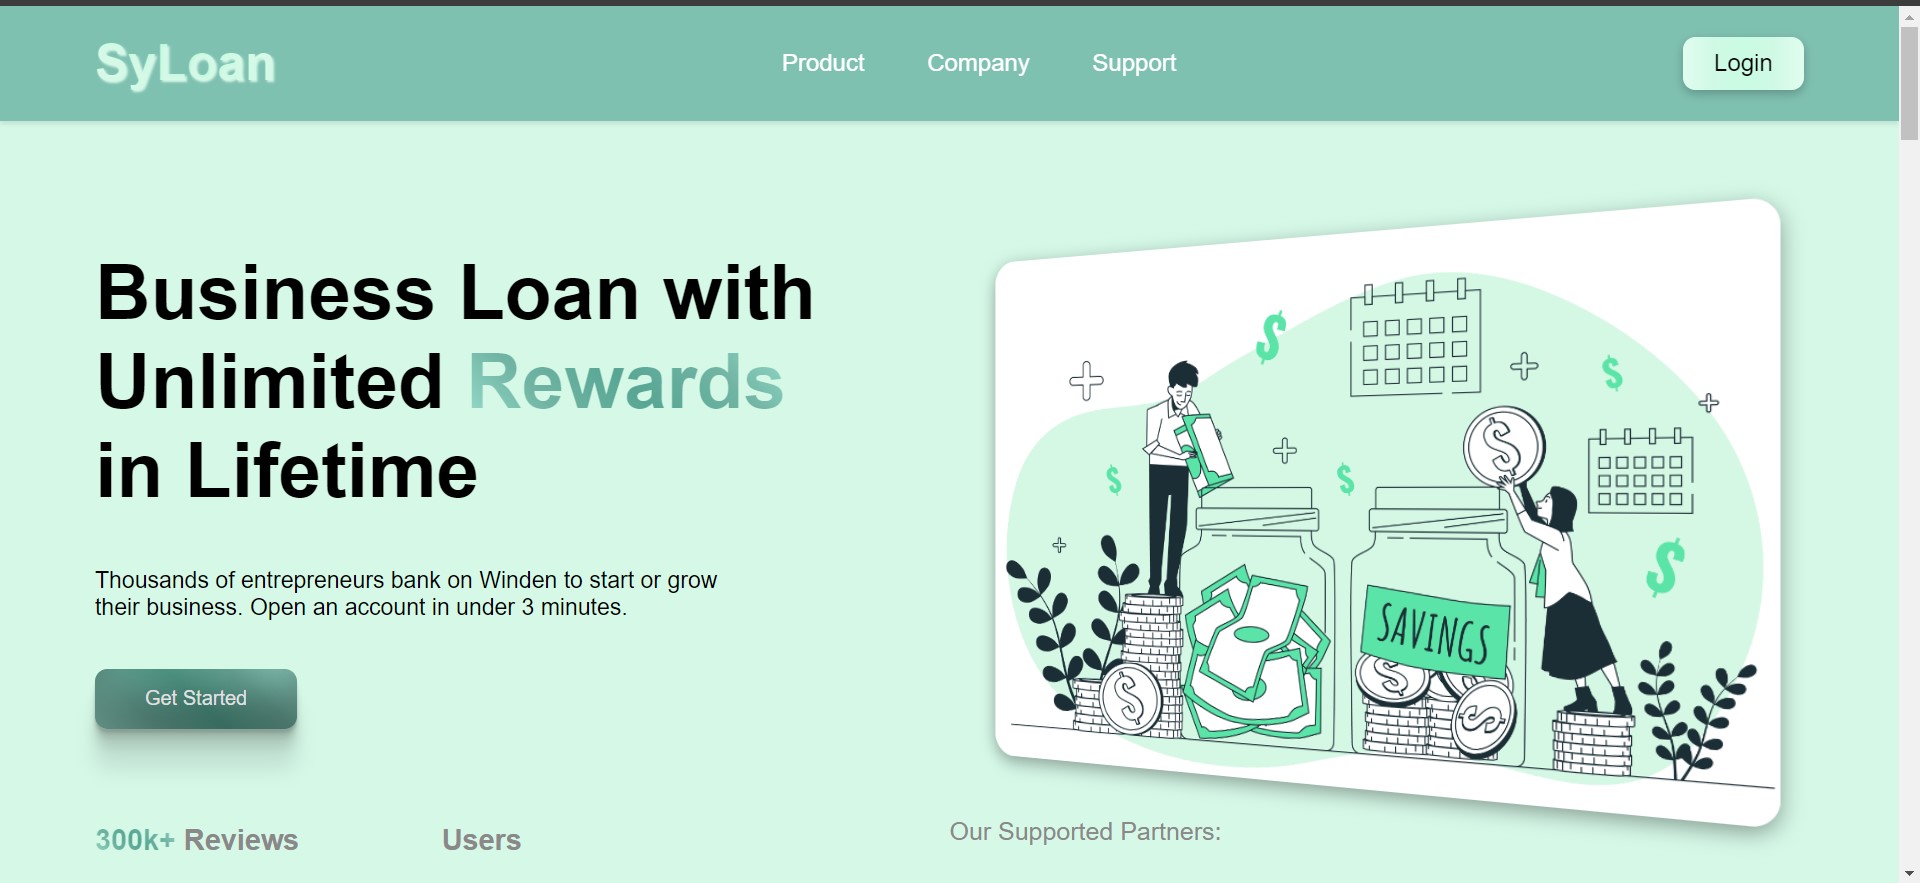 SyLoan
Product
Company
Support
Login
Business Loan with
Unlimited Rewards
in Lifetime
Thousands of entrepreneurs bank on Winden to start or grow
their business. Open an account in under 3 minutes.
Get Started
SAVINGS
300k+ Reviews
Users
Our Supported Partners: